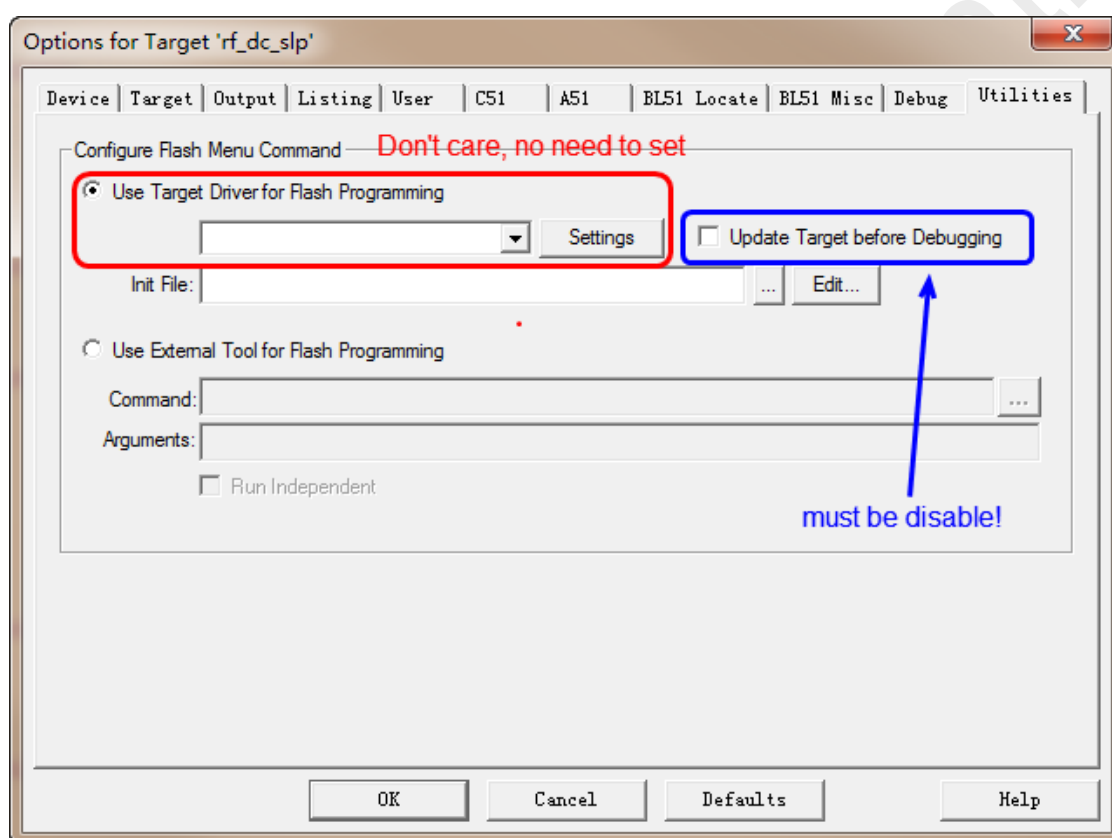 Options for Target 'rf_dc_slp'
Device Target Output Listing User C51 A51 BL51 Locate BL51 Misc Debug Utilities
Configure Flash Menu Command Don't care, no need to set
Use Target Driver for Flash Programming
Settings Update Target before Debugging
Init File: ... Edit...
Use External Tool for Flash Programming
Command: ...
Arguments:
Run Independent
must be disable!
OK Cancel Defaults Help